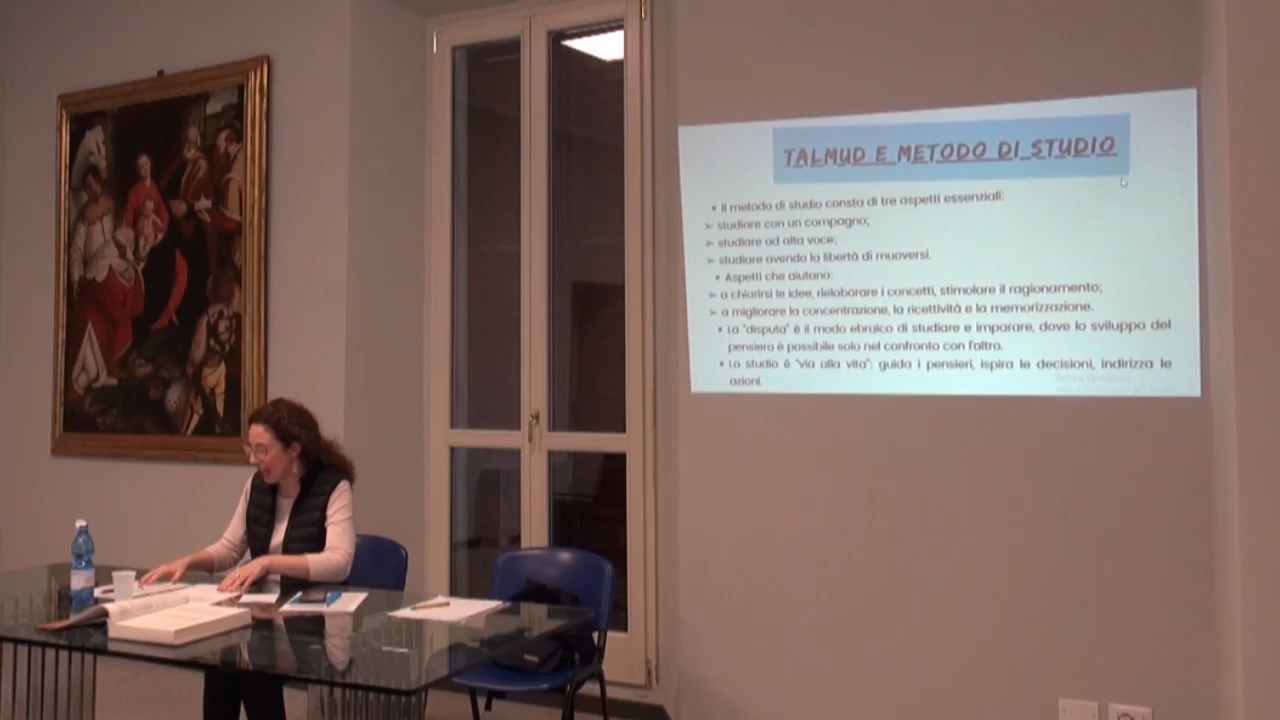 TALMUD E METODO DI STUDIO
• Il metodo di studio consta di tre aspetti essenziali:
➢ studiare con un compagno;
➢ studiare ad alta voce;
➢ studiare avendo la libertà di muoversi.
• Aspetti che aiutano:
➢ a chiarirsi le idee, rielaborare i concetti, stimolare il ragionamento;
➢ a migliorare la concentrazione, la ricettività e la memorizzazione.
• La "disputa" è il modo ebraico di studiare e imparare, dove lo sviluppo del
pensiero è possibile solo nel confronto con l'altro.
• Lo studio è "via alla vita": guida i pensieri, ispira le decisioni, indirizza le
azioni.